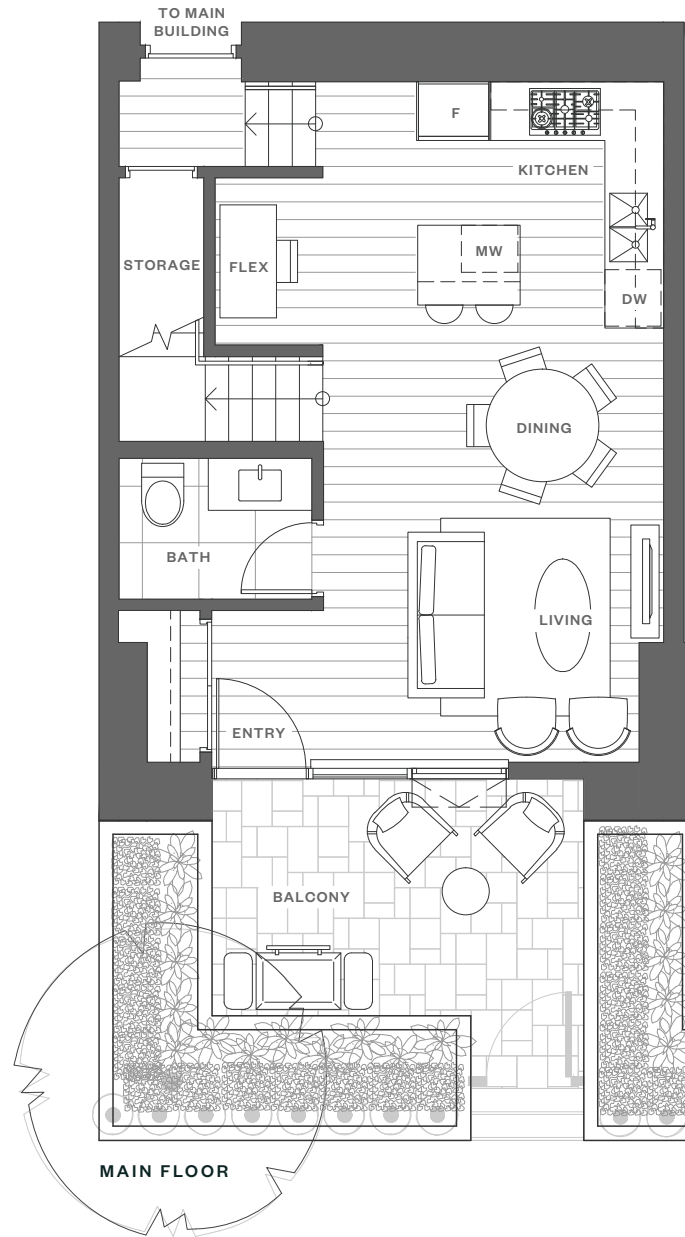 TO MAIN
BUILDING
F
KITCHEN
MW
STORAGE
FLEX
DW
DINING
BATH
LIVING
ENTRY
BALCONY
MAIN FLOOR